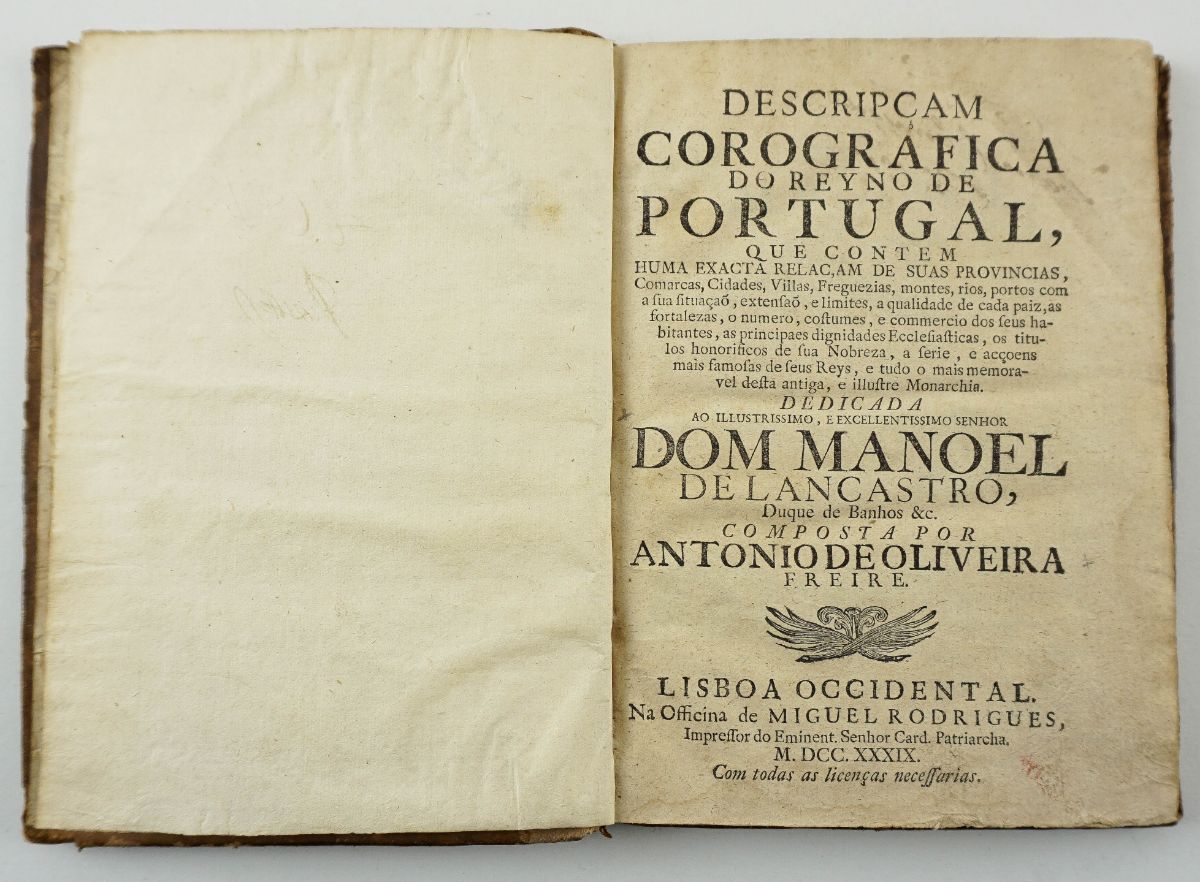 DESCRIPÇAM
COROGRÁFICA
DO REYNO DE
PORTUGAL,
QUE CONTEM
HUMA EXACTA RELAC,AM DE SUAS PROVINCIAS,
Comarcas, Cidades, Villas, Freguezias, montes, rios, portos com
a ſua ſituaçaõ, extenſaõ, e limites, a qualidade de cada paiz, as
fortalezas, o numero, coſtumes, e commercio dos ſeus ha-
bitantes, as principaes dignidades Eccleſiaſticas, os titu-
los honorificos de ſua Nobreza, a ſerie, e acçoens
mais famoſas de ſeus Reys, e tudo o mais memora-
vel deſta antiga, e illuſtre Monarchia.
DEDICADA
AO ILLUSTRISSIMO, E EXCELLENTISSIMO SENHOR
DOM MANOEL
DE LANCASTRO,
Duque de Banhos &c.
COMPOSTA POR
ANTONIO DE OLIVEIRA
FREIRE.
LISBOA OCCIDENTAL.
Na Officina de MIGUEL RODRIGUES,
Impreſſor do Eminent. Senhor Card. Patriarcha.
M. DCC. XXXIX.
Com todas as licenças neceſſarias.